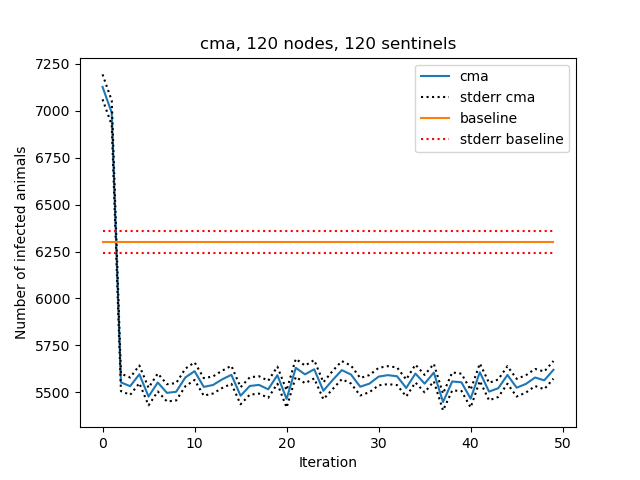 cma, 120 nodes, 120 sentinels
7250
7000
6750
6500
6250
6000
5750
5500
Number of infected animals
cma
stderr cma
baseline
stderr baseline
0
10
20
30
40
50
Iteration